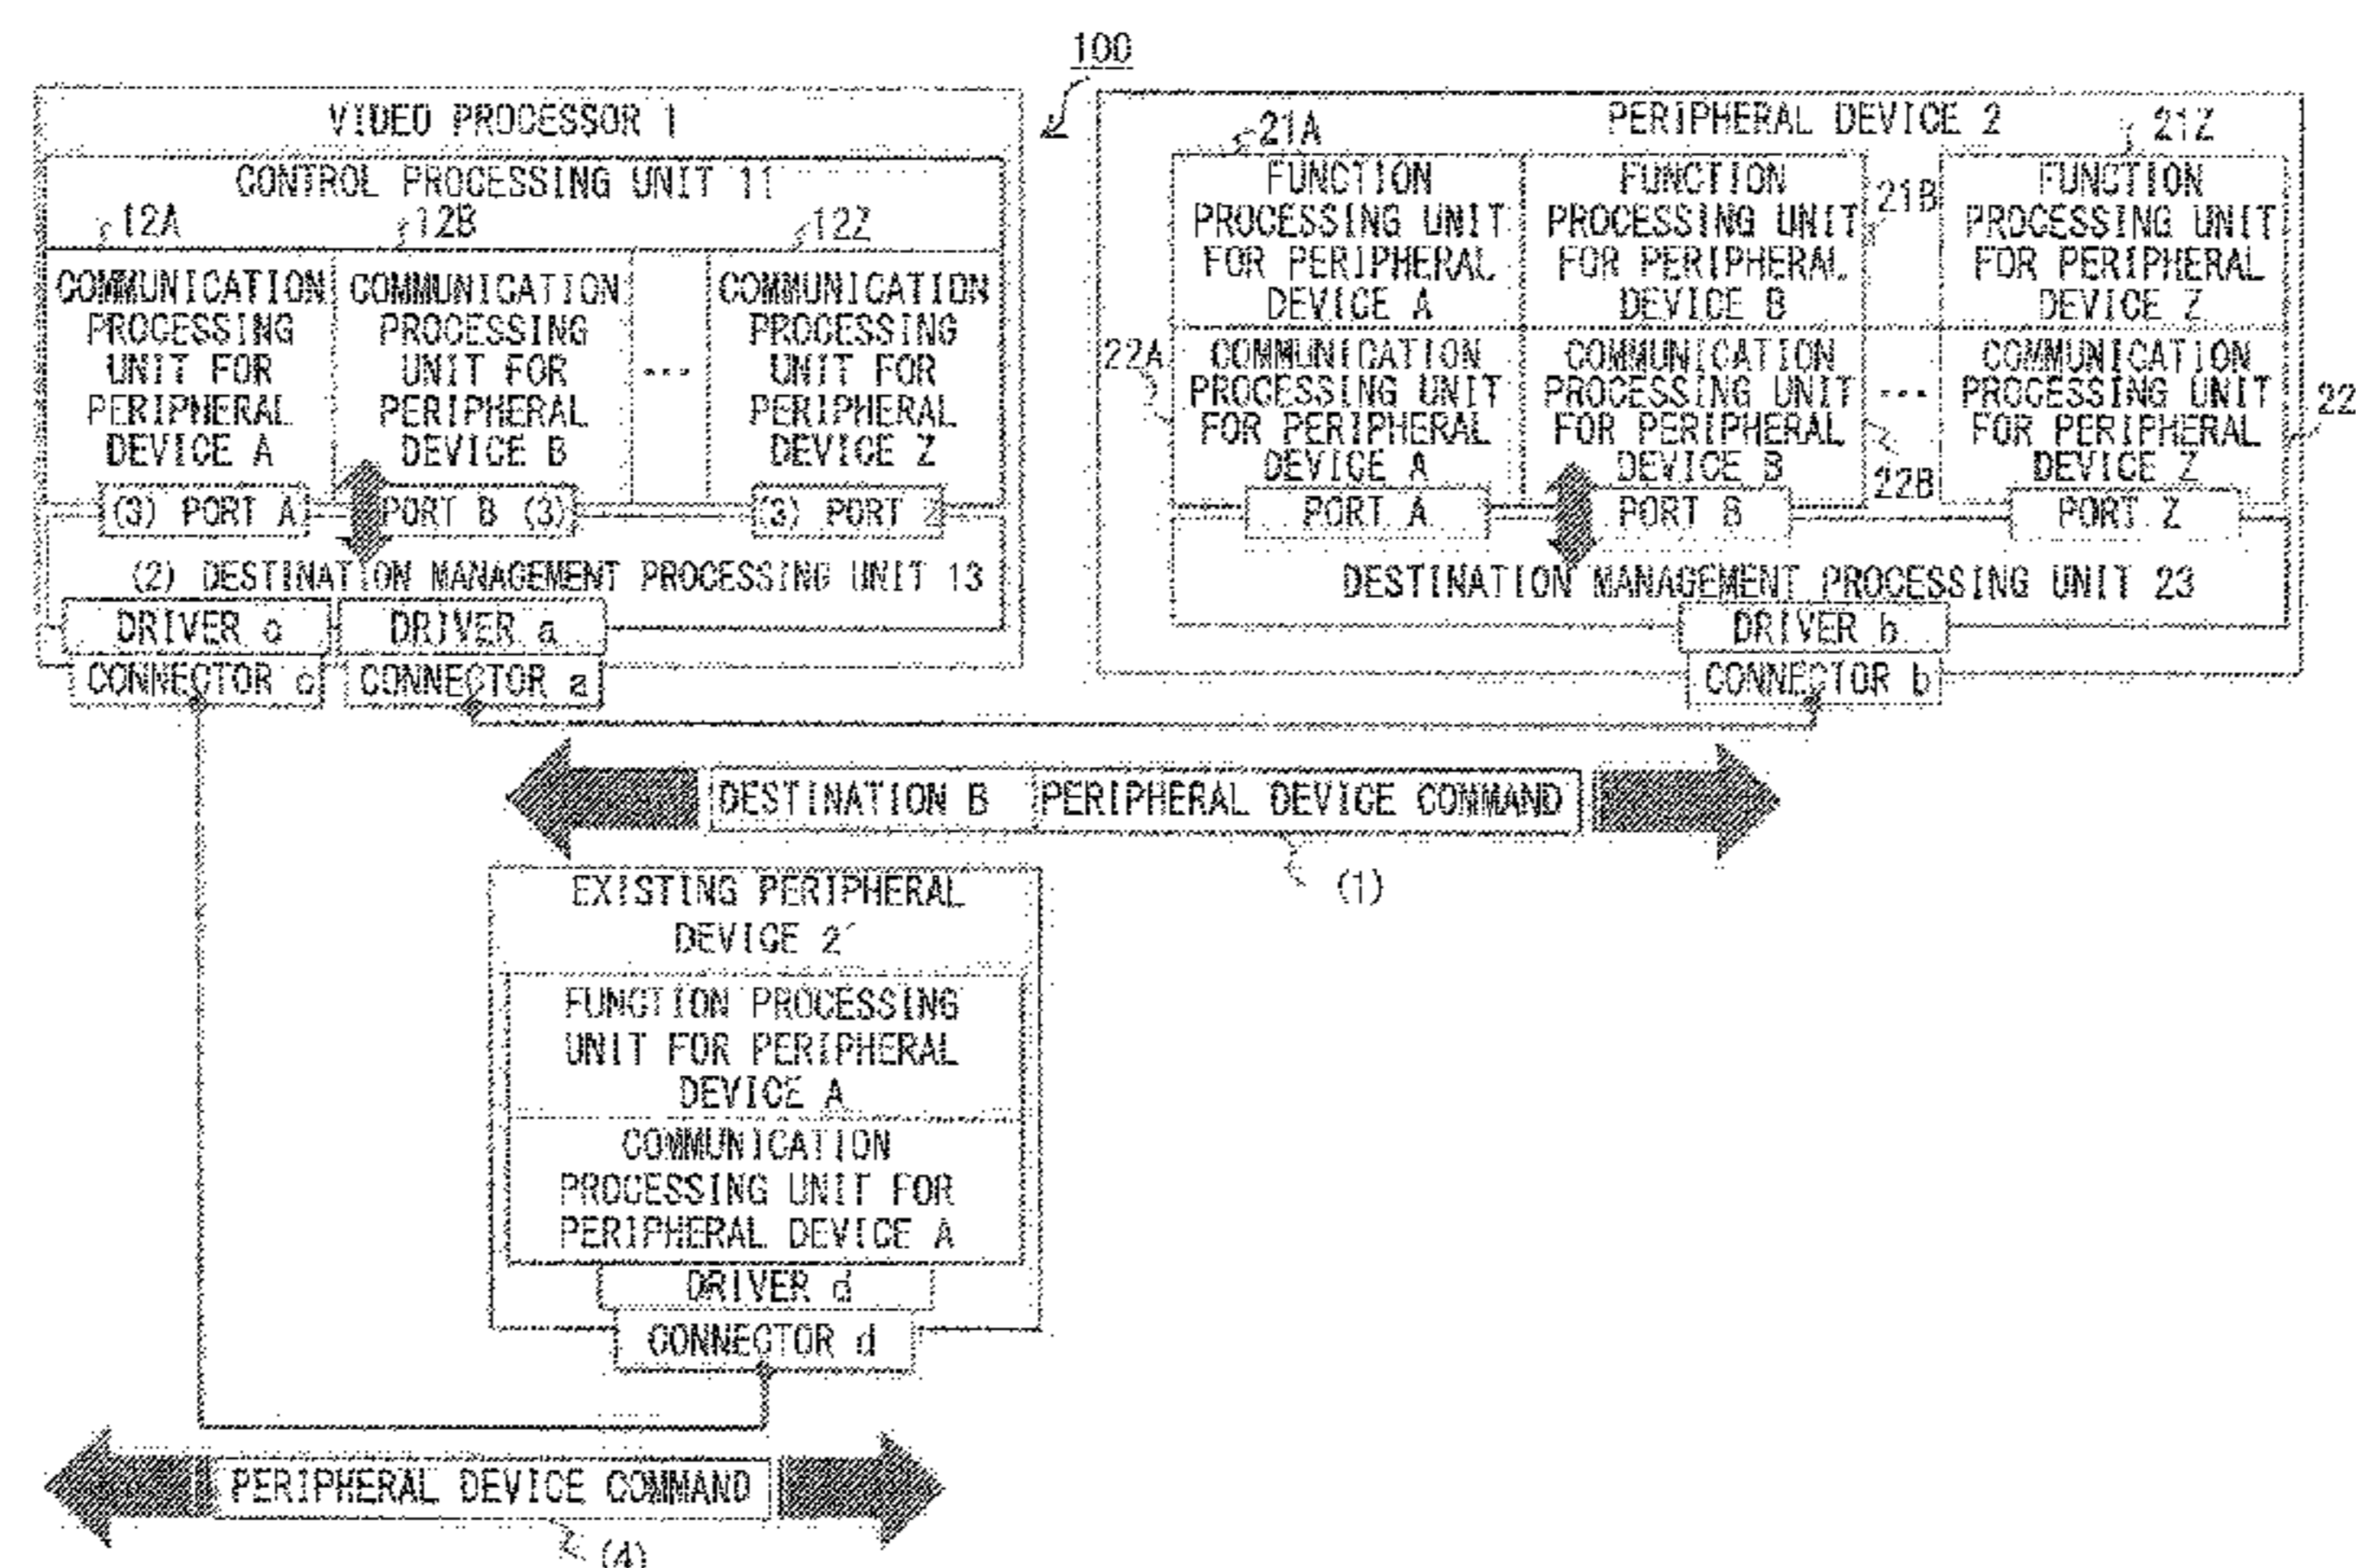 100
VIDEO PROCESSOR 1
CONTROL PROCESSING UNIT 11
12A
12B
12Z
COMMUNICATION
PROCESSING
UNIT FOR
PERIPHERAL
DEVICE A
COMMUNICATION
PROCESSING
UNIT FOR
PERIPHERAL
DEVICE B
...
COMMUNICATION
PROCESSING
UNIT FOR
PERIPHERAL
DEVICE Z
(3) PORT A
PORT B (3)
(3) PORT Z
(2) DESTINATION MANAGEMENT PROCESSING UNIT 13
DRIVER c
DRIVER a
CONNECTOR c
CONNECTOR a
PERIPHERAL DEVICE 2
21A
21Z
FUNCTION
PROCESSING UNIT
FOR PERIPHERAL
DEVICE A
FUNCTION
PROCESSING UNIT
FOR PERIPHERAL
DEVICE B
21B
FUNCTION
PROCESSING UNIT
FOR PERIPHERAL
DEVICE Z
22A
COMMUNICATION
PROCESSING UNIT
FOR PERIPHERAL
DEVICE A
COMMUNICATION
PROCESSING UNIT
FOR PERIPHERAL
DEVICE B
...
22B
COMMUNICATION
PROCESSING UNIT
FOR PERIPHERAL
DEVICE Z
22
PORT A
PORT B
PORT Z
DESTINATION MANAGEMENT PROCESSING UNIT 23
DRIVER b
CONNECTOR b
DESTINATION B
PERIPHERAL DEVICE COMMAND
(1)
EXISTING PERIPHERAL
DEVICE 2'
FUNCTION PROCESSING
UNIT FOR PERIPHERAL
DEVICE A
COMMUNICATION
PROCESSING UNIT FOR
PERIPHERAL DEVICE A
DRIVER d
CONNECTOR d
PERIPHERAL DEVICE COMMAND
(4)